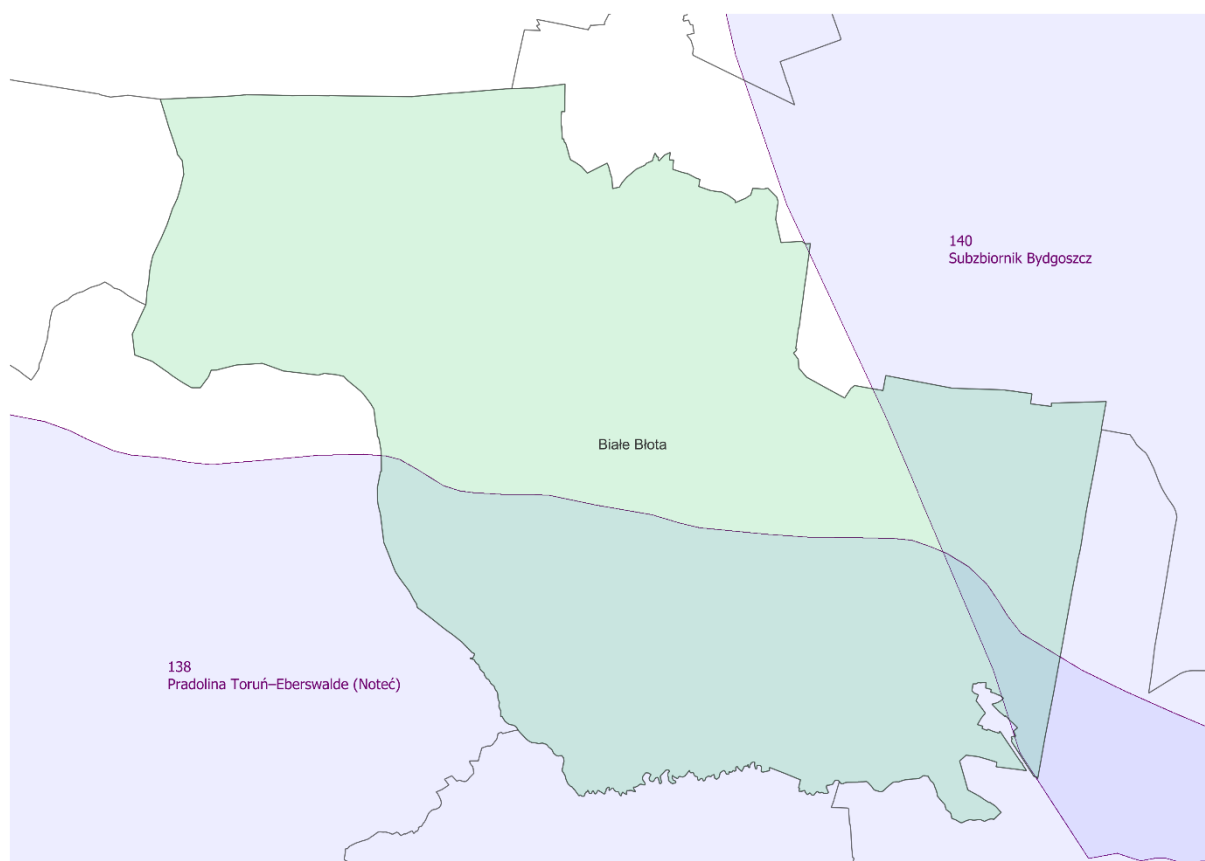 140
Subzbiornik Bydgoszcz
Białe Błota
138
Pradolina Toruń–Eberswalde (Noteć)